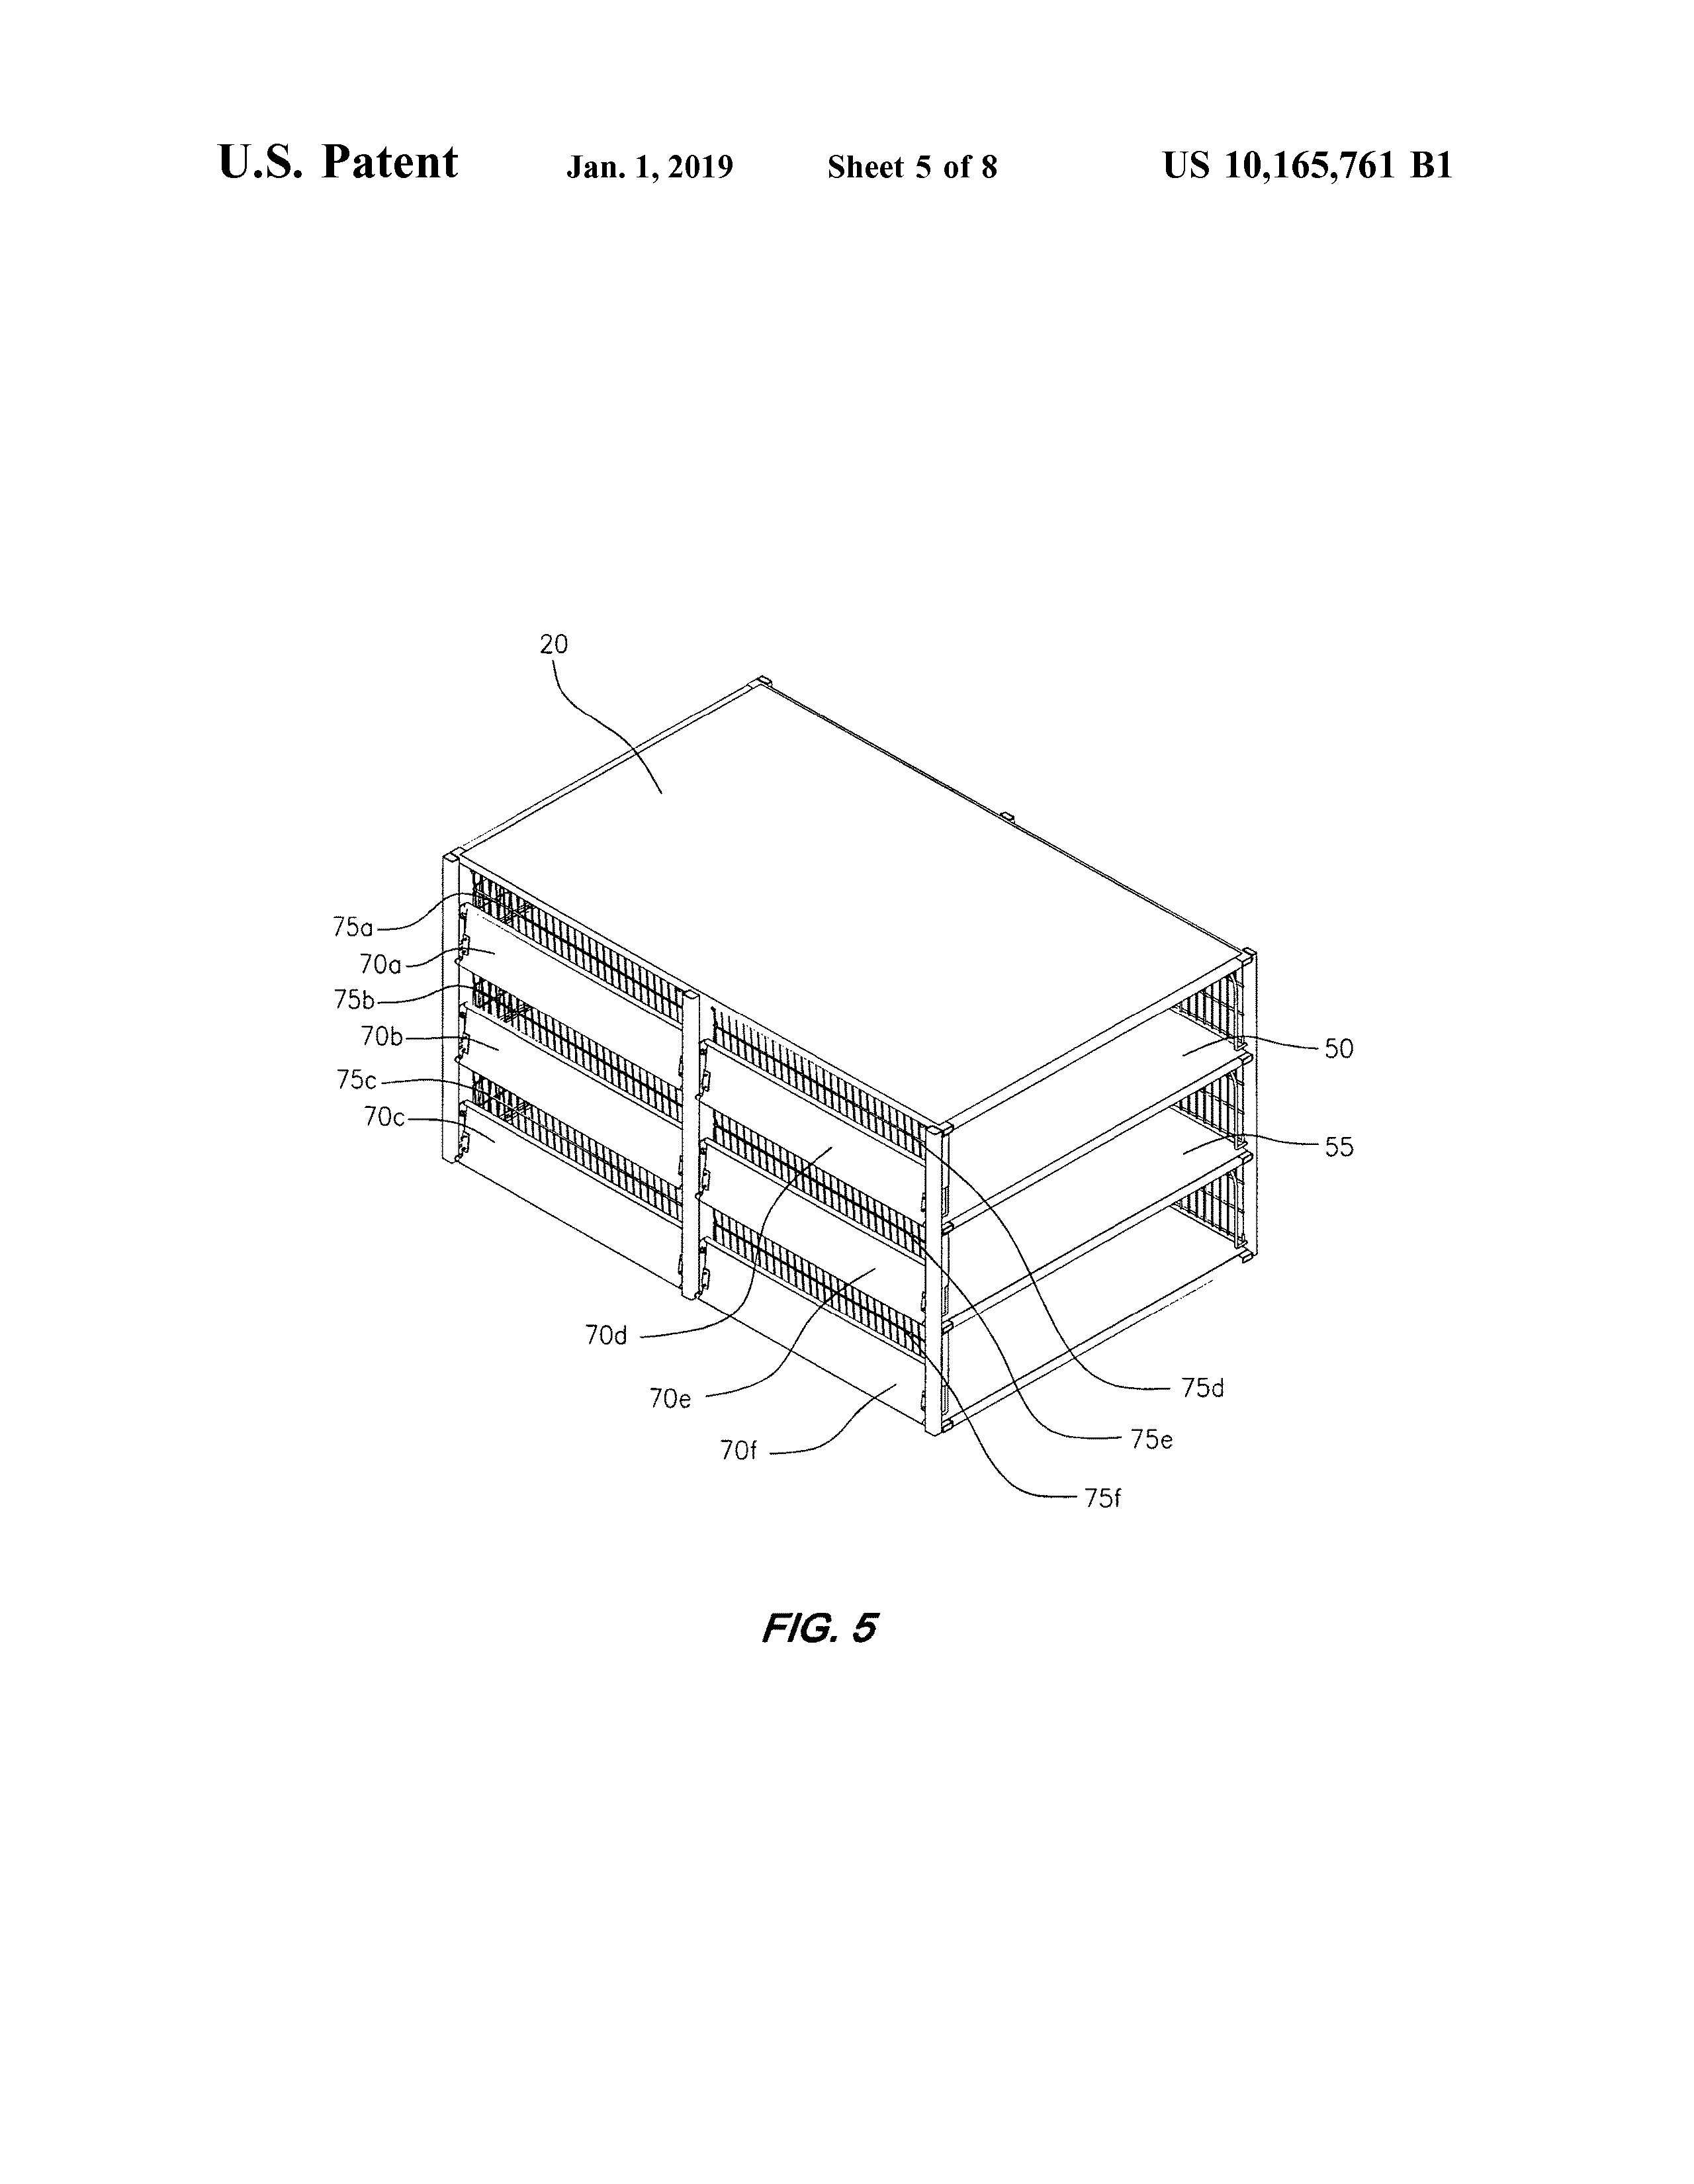 U.S. Patent Jan. 1, 2019 Sheet 5 of 8 US 10,165,761 B1
20
75a
70a
75b
70b
75c
70c
50
55
70d
70e
70f
75d
75e
75f
FIG. 5